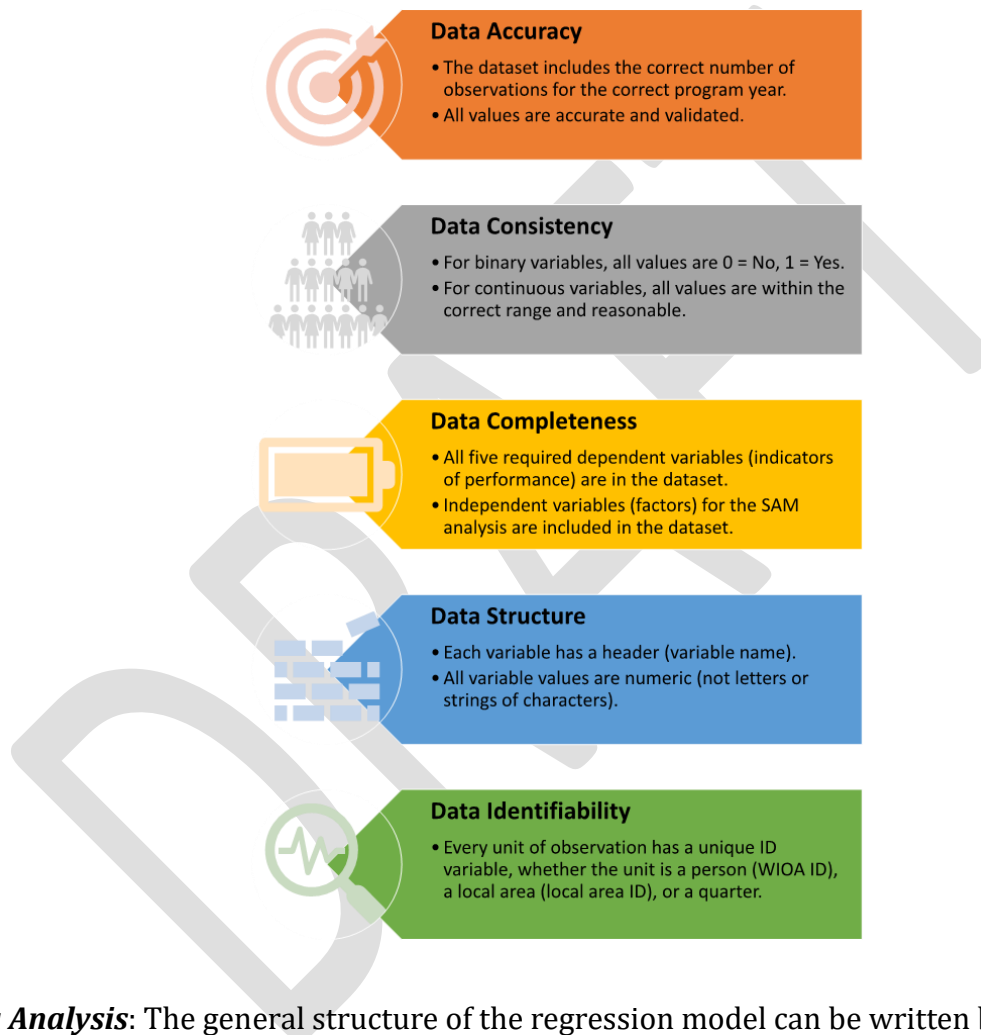 Data Accuracy
• The dataset includes the correct number of
observations for the correct program year.
• All values are accurate and validated.
Data Consistency
• For binary variables, all values are 0 = No, 1 = Yes.
• For continuous variables, all values are within the
correct range and reasonable.
Data Completeness
• All five required dependent variables (indicators
of performance) are in the dataset.
• Independent variables (factors) for the SAM
analysis are included in the dataset.
Data Structure
• Each variable has a header (variable name).
• All variable values are numeric (not letters or
strings of characters).
Data Identifiability
• Every unit of observation has a unique ID
variable, whether the unit is a person (WIOA ID),
a local area (local area ID), or a quarter.
Analysis: The general structure of the regression model can be written
DRAFT